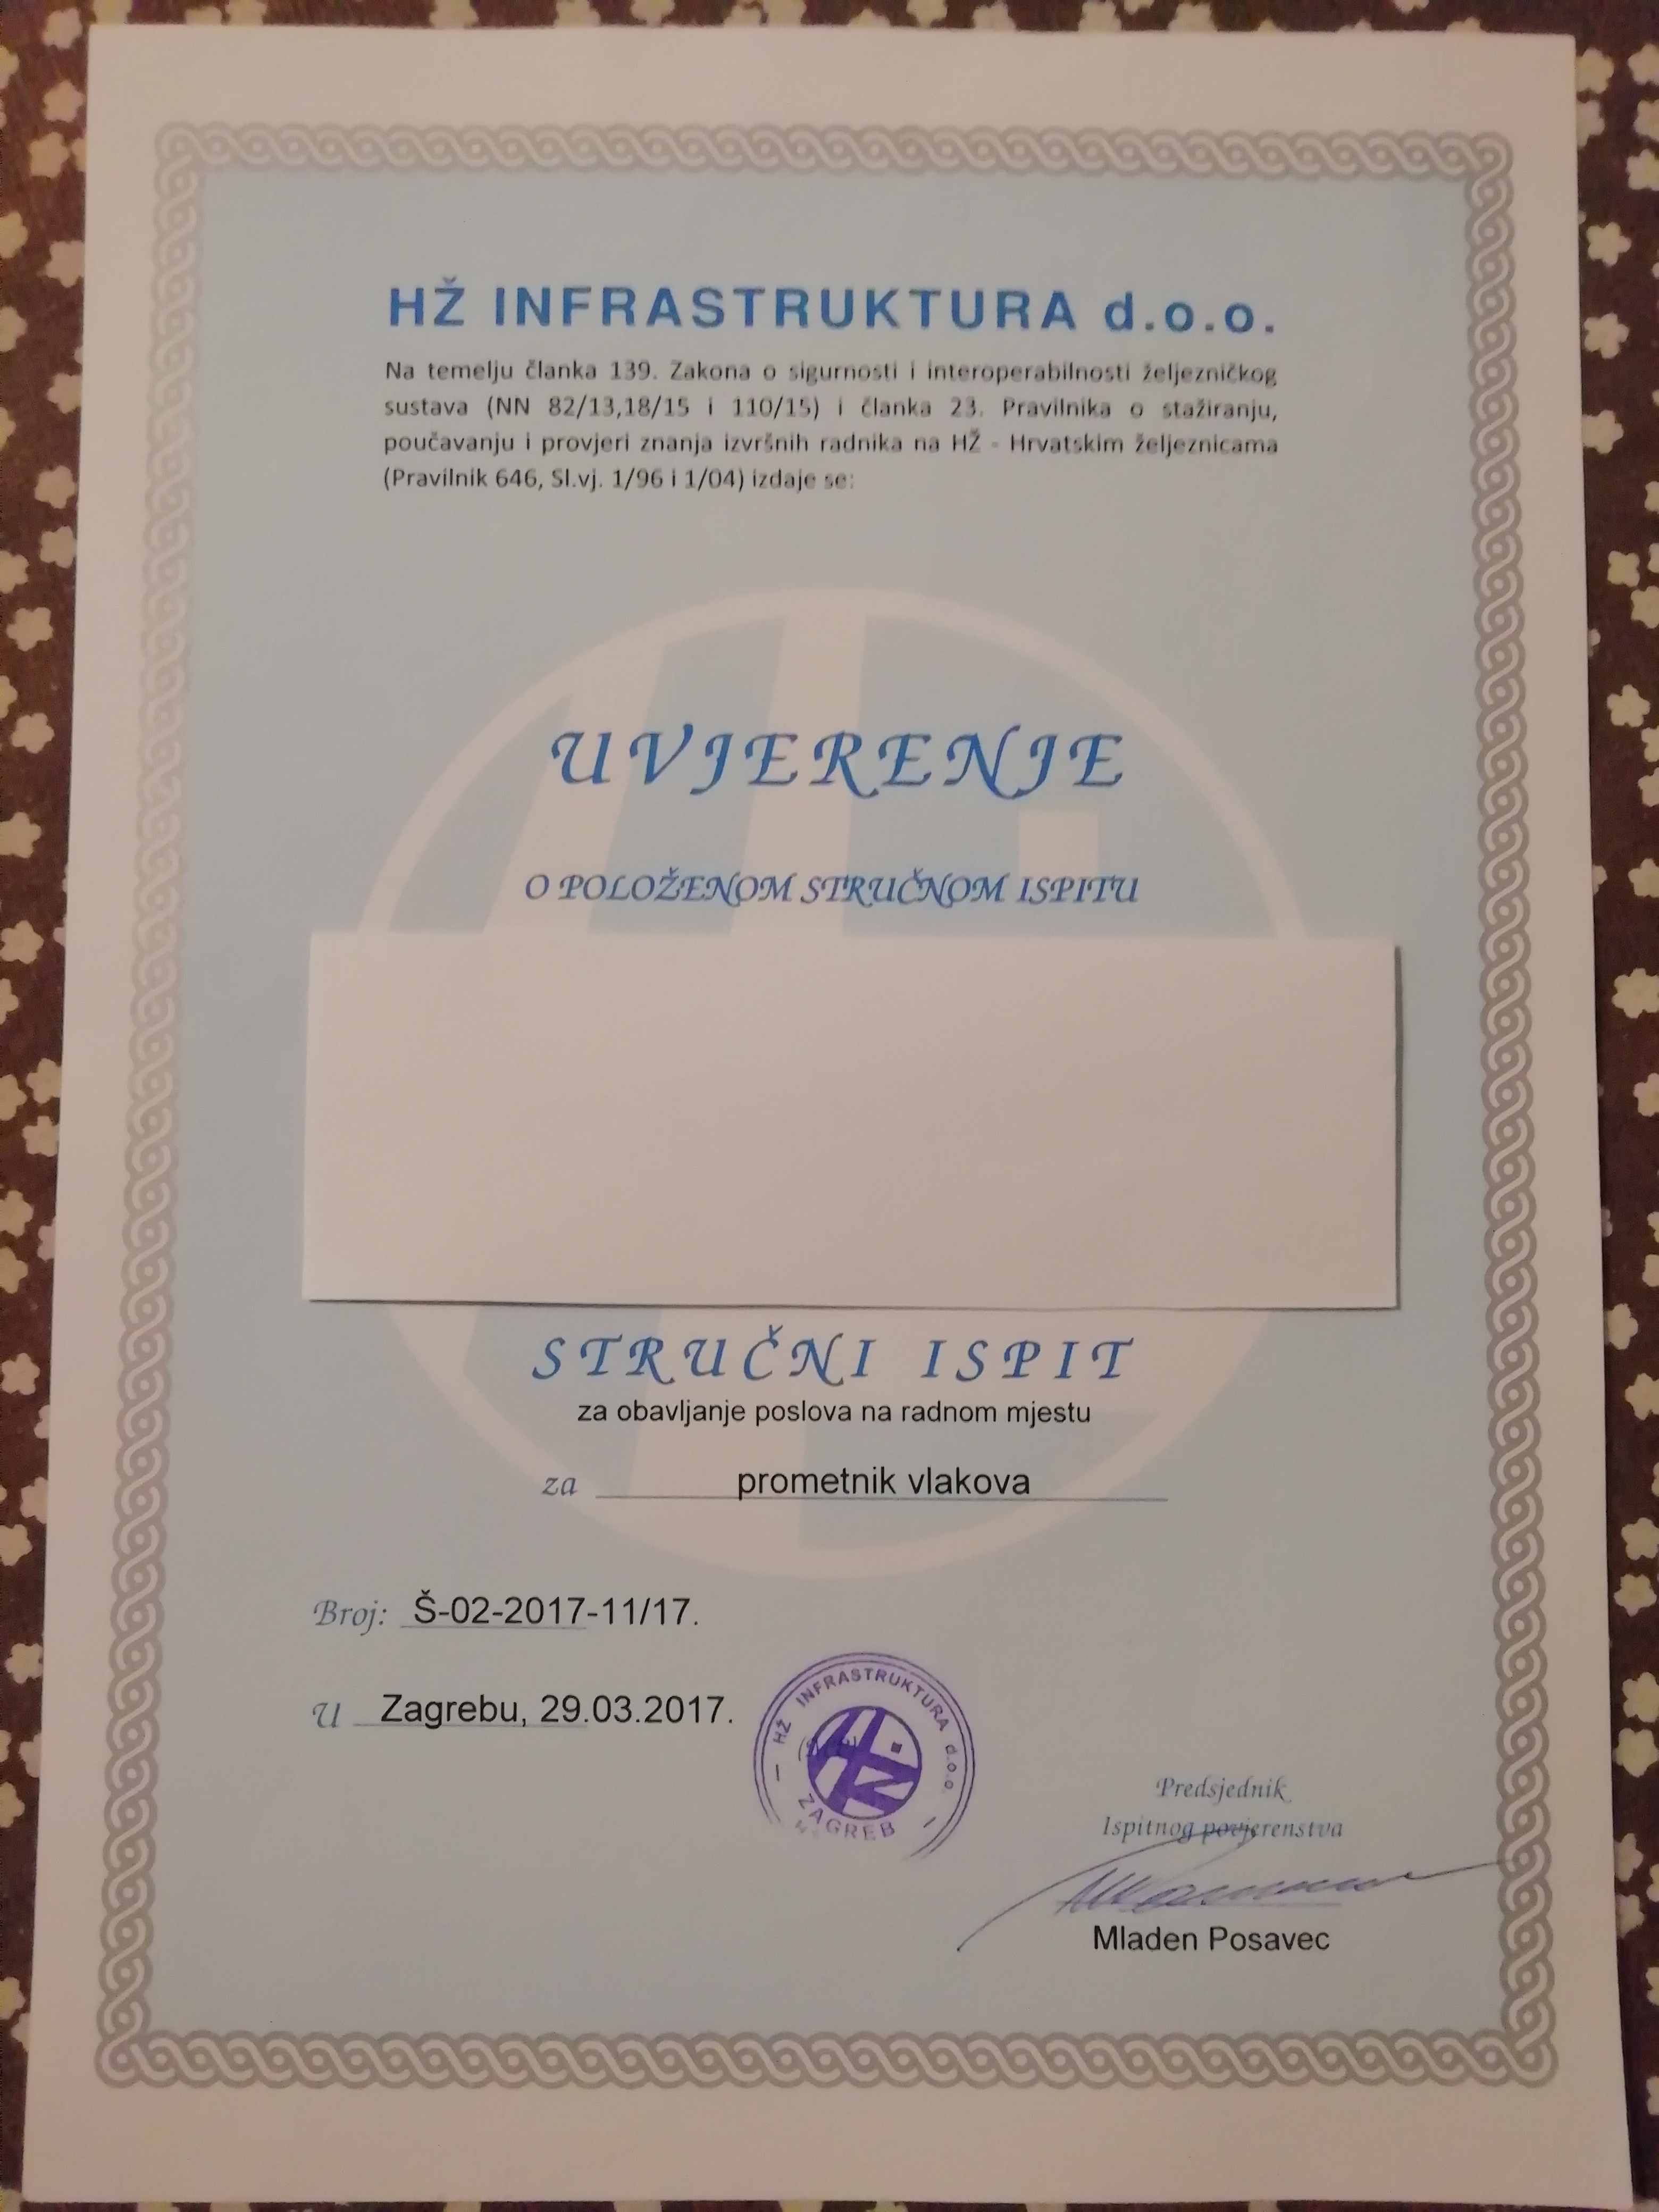 HŽ INFRASTRUKTURA d.o.o.
Na temelju članka 139. Zakona o sigurnosti i interoperabilnosti željezničkog
sustava (NN 82/13,18/15 i 110/15) i članka 23. Pravilnika o stažiranju,
poučavanju i provjeri znanja izvršnih radnika na HŽ - Hrvatskim željeznicama
(Pravilnik 646, Sl.vj. 1/96 i 1/04) izdaje se:
UVJERENJE
O POLOŽENOM STRUČNOM ISPITU
STRUČNI ISPIT
za obavljanje poslova na radnom mjestu
za prometnik vlakova
Broj: Š-02-2017-11/17.
U Zagrebu, 29.03.2017.
HŽ INFRASTRUKTURA d.o.o.
ZAGREB
Predsjednik
Ispitnog povjerenstva
Mladen Posavec